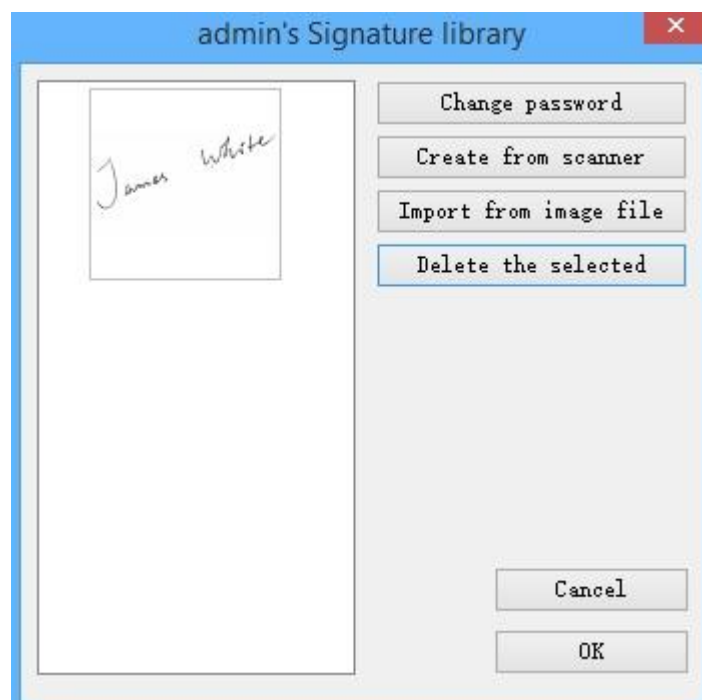 admin's Signature library
James White
Change password
Create from scanner
Import from image file
Delete the selected
Cancel
OK